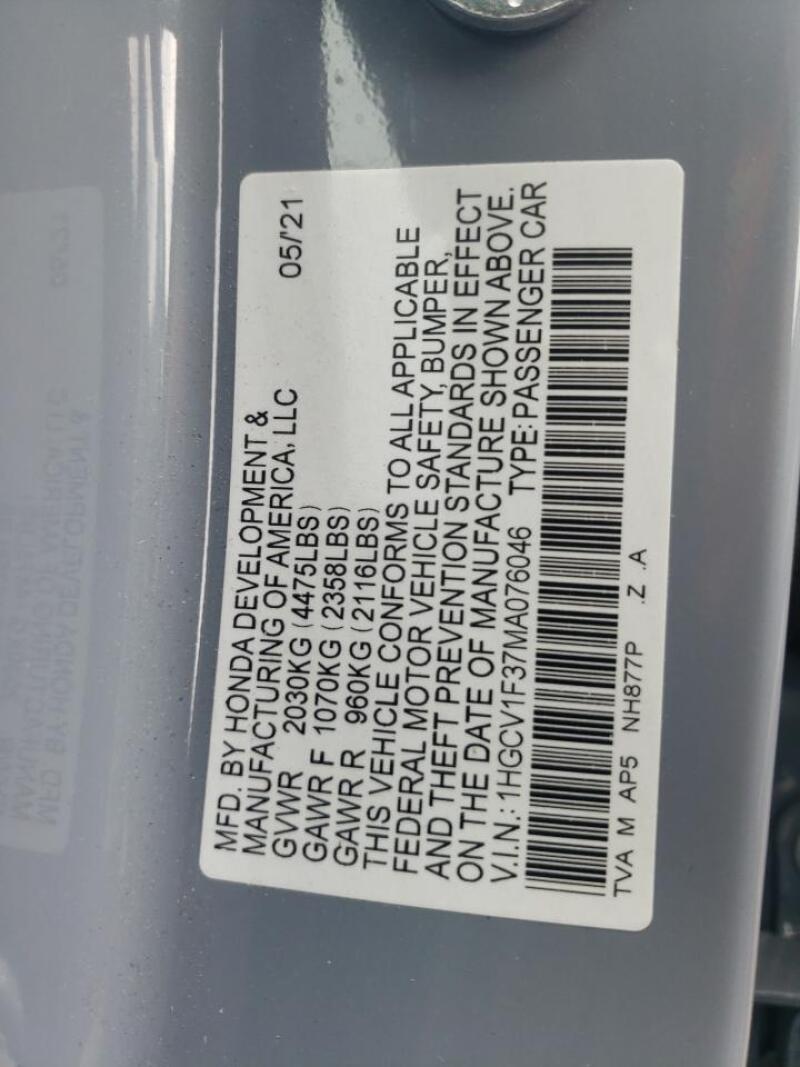 MFD. BY HONDA DEVELOPMENT &
MANUFACTURING OF AMERICA, LLC 05/'21
GVWR 2030KG (4475LBS)
GAWR F 1070KG (2358LBS)
GAWR R 960KG (2116LBS)
THIS VEHICLE CONFORMS TO ALL APPLICABLE
FEDERAL MOTOR VEHICLE SAFETY, BUMPER,
AND THEFT PREVENTION STANDARDS IN EFFECT
ON THE DATE OF MANUFACTURE SHOWN ABOVE.
V.I.N.: 1HGCV1F37MA076046 TYPE: PASSENGER CAR
TVA M AP5 NH877P .Z .A